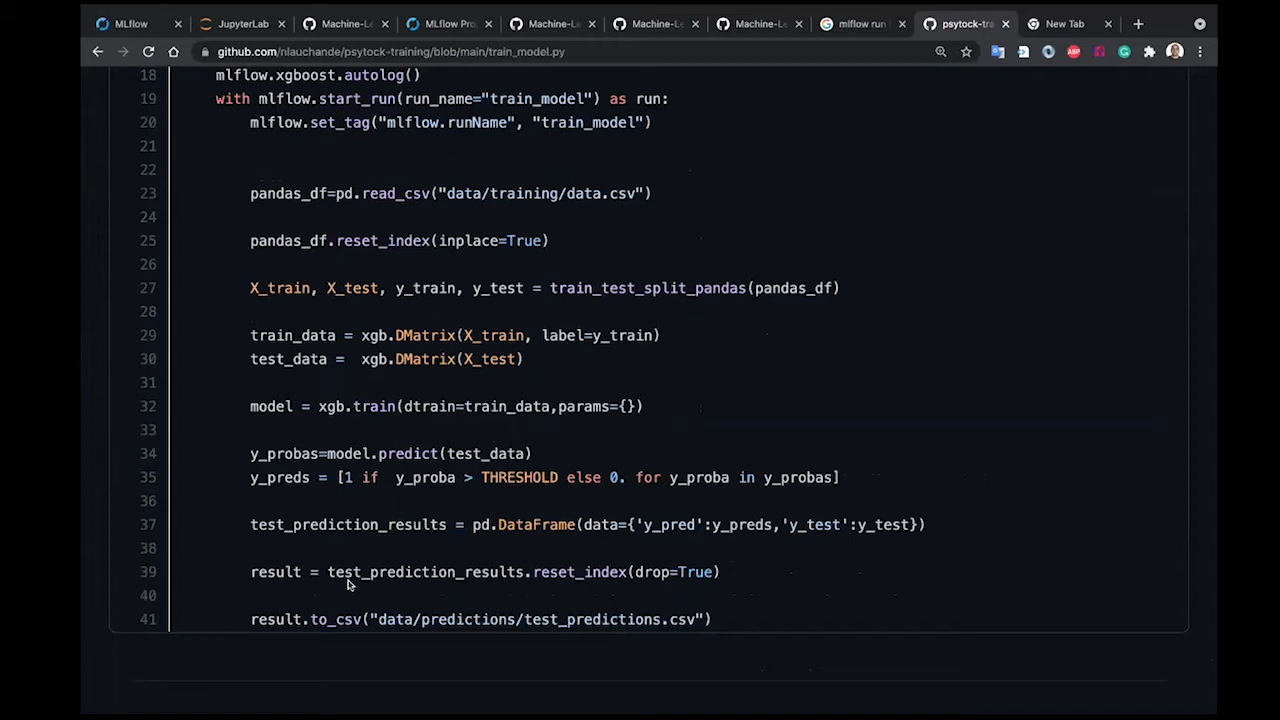 MLflow
JupyterLab
Machine-Le
MLflow Pro
Machine-Le
Machine-Le
Machine-Le
mlflow run
psytock-tra
New Tab
github.com/nlauchande/psytock-training/blob/main/train_model.py
ABP
18 mlflow.xgboost.autolog()
19 with mlflow.start_run(run_name="train_model") as run:
20 mlflow.set_tag("mlflow.runName", "train_model")
21
22
23 pandas_df=pd.read_csv("data/training/data.csv")
24
25 pandas_df.reset_index(inplace=True)
26
27 X_train, X_test, y_train, y_test = train_test_split_pandas(pandas_df)
28
29 train_data = xgb.DMatrix(X_train, label=y_train)
30 test_data =  xgb.DMatrix(X_test)
31
32 model = xgb.train(dtrain=train_data,params={})
33
34 y_probas=model.predict(test_data)
35 y_preds = [1 if  y_proba > THRESHOLD else 0. for y_proba in y_probas]
36
37 test_prediction_results = pd.DataFrame(data={'y_pred':y_preds,'y_test':y_test})
38
39 result = test_prediction_results.reset_index(drop=True)
40
41 result.to_csv("data/predictions/test_predictions.csv")